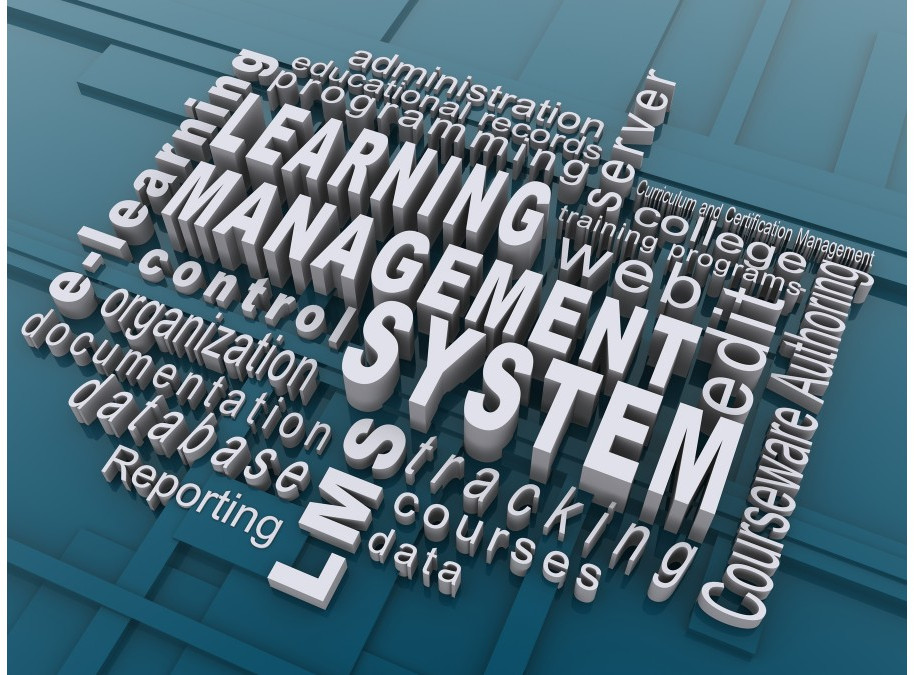 administration
educational records
programming
server
e-learning
LEARNING
MANAGEMENT
SYSTEM
Curriculum and Certification Management
college
training programs
web
edit
Courseware Authoring
control
organization
documentation
database
Reporting
LMS
tracking
courses
data